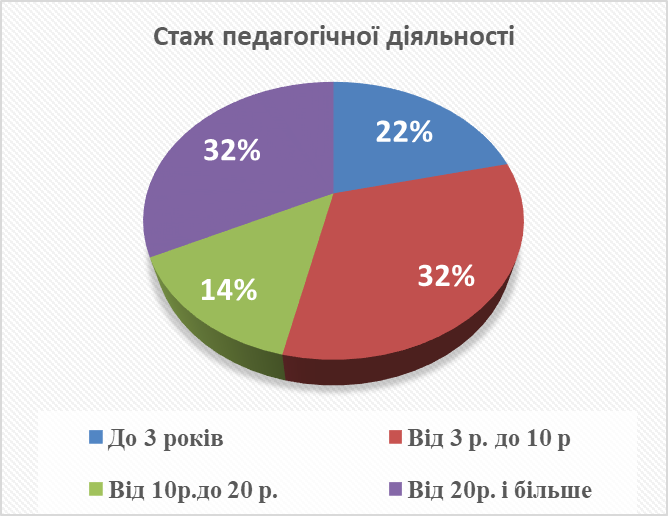 Стаж педагогічної діяльності
22%
32%
32%
14%
До 3 років
Від 3 р. до 10 р
Від 10р.до 20 р.
Від 20р. і більше